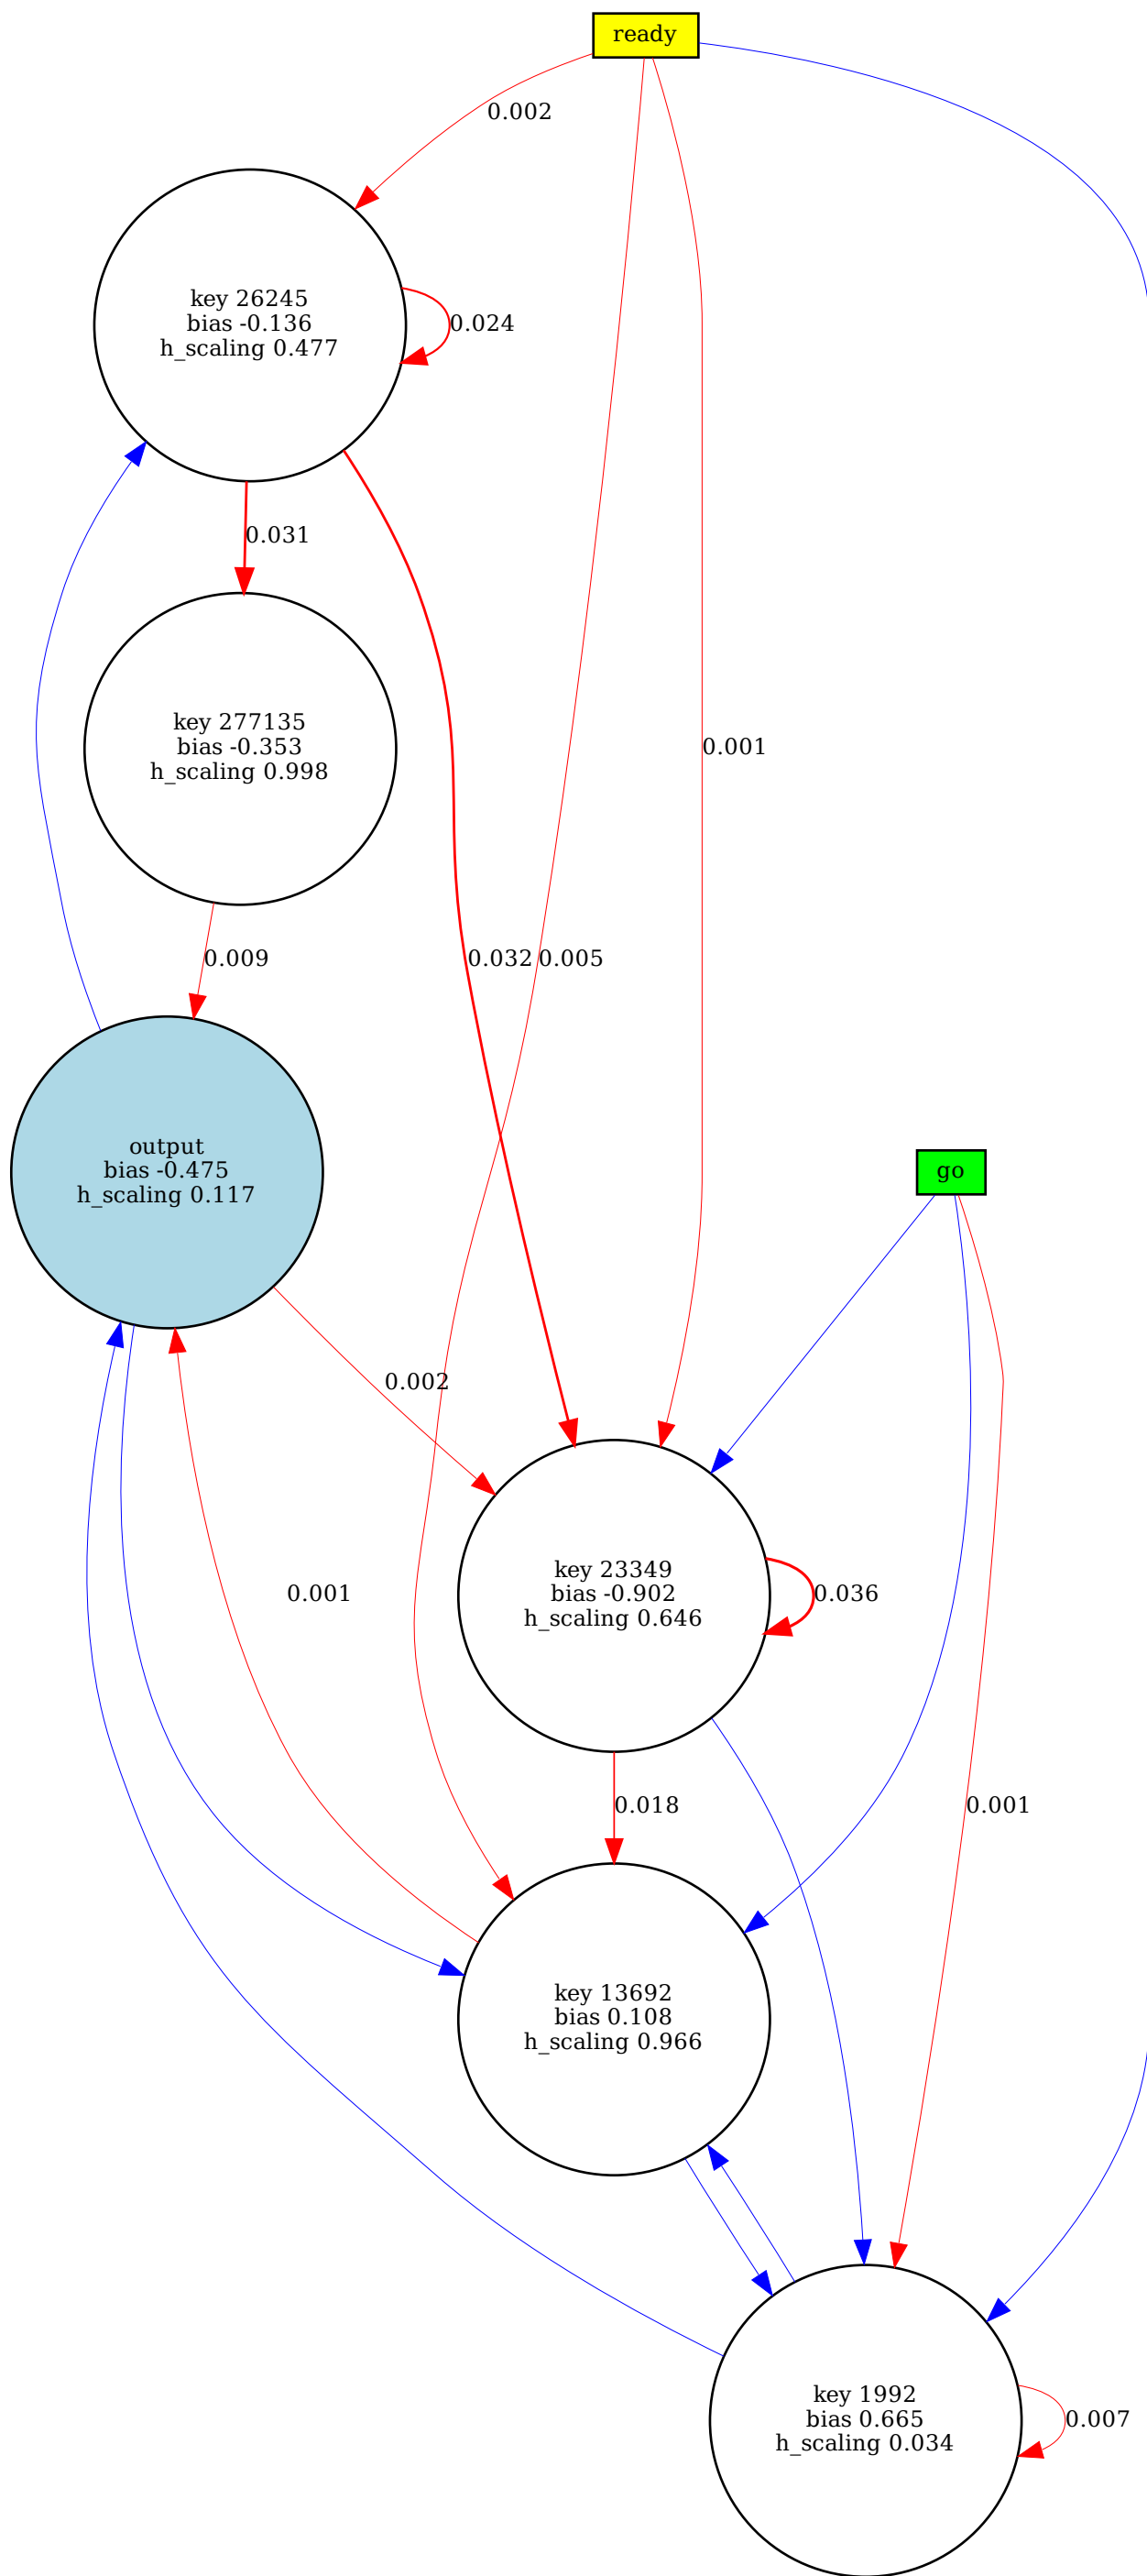 ready
0.002
key 26245
bias -0.136
h_scaling 0.477
0.024
0.031
key 277135
bias -0.353
h_scaling 0.998
0.001
0.009
0.032
0.005
output
bias -0.475
h_scaling 0.117
go
0.002
key 23349
bias -0.902
h_scaling 0.646
0.001
0.036
0.018
0.001
key 13692
bias 0.108
h_scaling 0.966
key 1992
bias 0.665
h_scaling 0.034
0.007